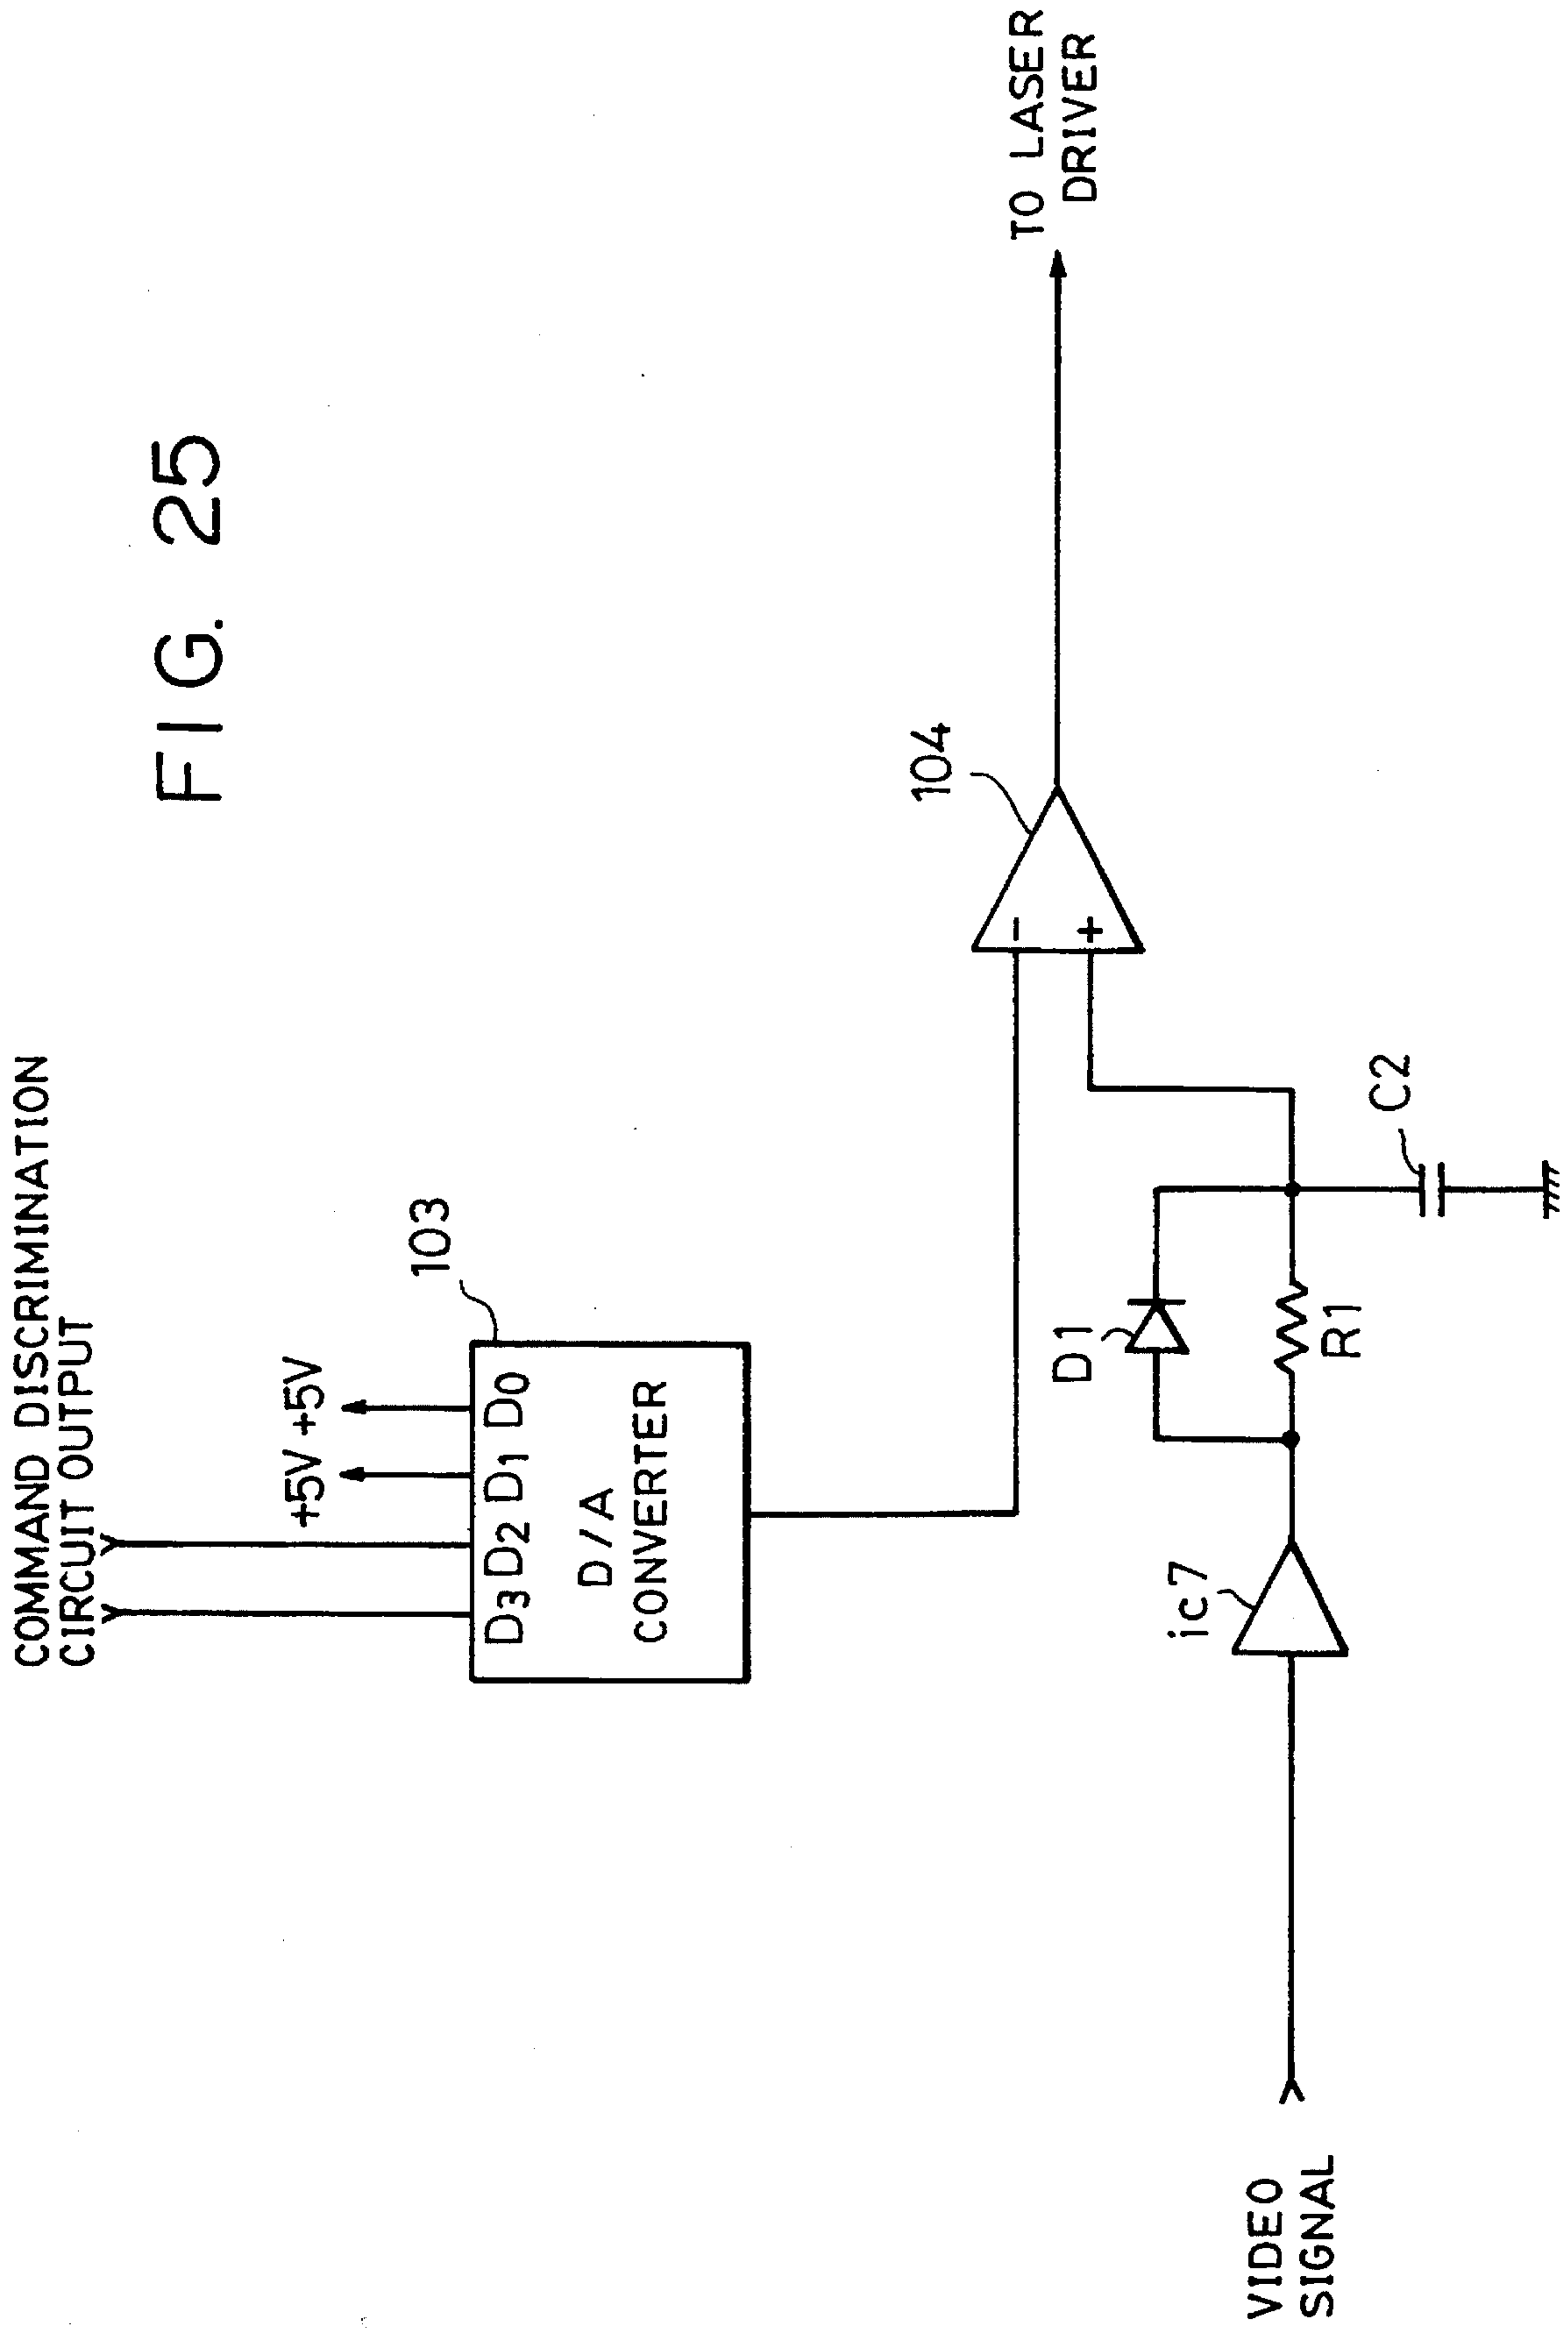 FIG. 25
COMMAND DISCRIMINATION
CIRCUIT OUTPUT
+5V +5V
103
D3 D2 D1 D0
D/A
CONVERTER
104
-
+
TO LASER
DRIVER
D1
R1
C2
ic7
VIDEO
SIGNAL